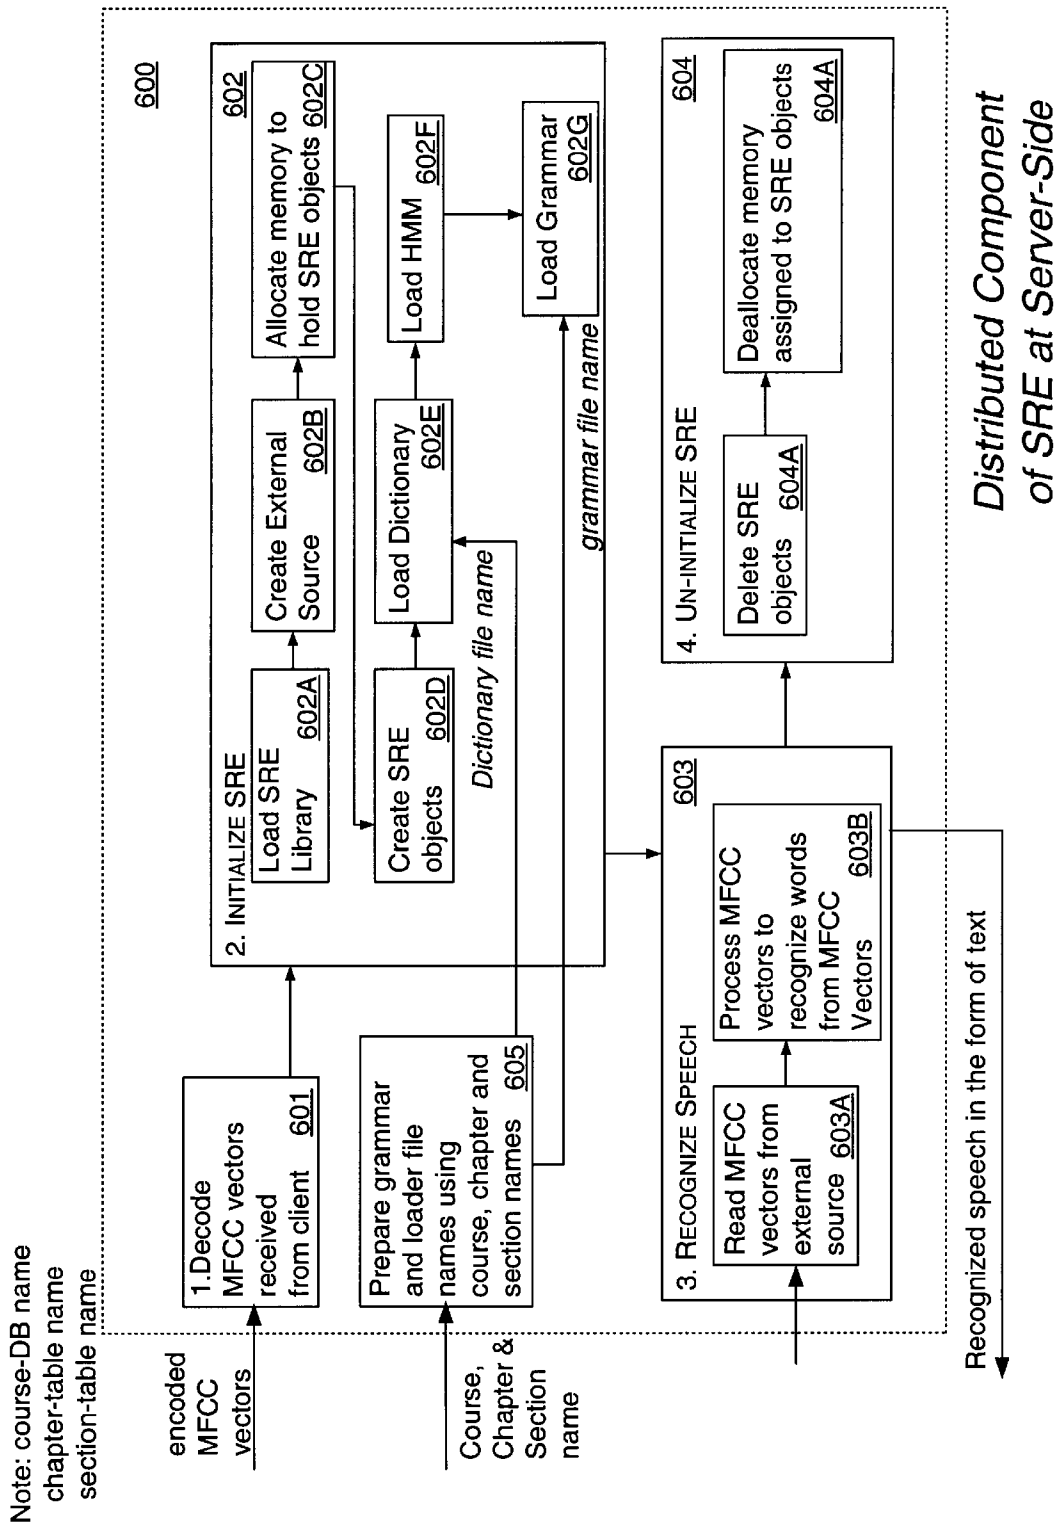 Note: course-DB name
chapter-table name
section-table name
600
encoded
MFCC
vectors
1.Decode
MFCC vectors
received
from client 601
Course,
Chapter &
Section
name
Prepare grammar
and loader file
names using
course, chapter and
section names 605
2. INITIALIZE SRE
602
Load SRE
Library 602A
Create External
Source 602B
Allocate memory to
hold SRE objects 602C
Create SRE
objects 602D
Load Dictionary
602E
Load HMM
602F
Dictionary file name
Load Grammar
602G
grammar file name
3. RECOGNIZE SPEECH
603
Read MFCC
vectors from
external
source 603A
Process MFCC
vectors to
recognize words
from MFCC
Vectors 603B
4. UN-INITIALIZE SRE
604
Delete SRE
objects 604A
Deallocate memory
assigned to SRE objects
604A
Recognized speech in the form of text
Distributed Component
of SRE at Server-Side